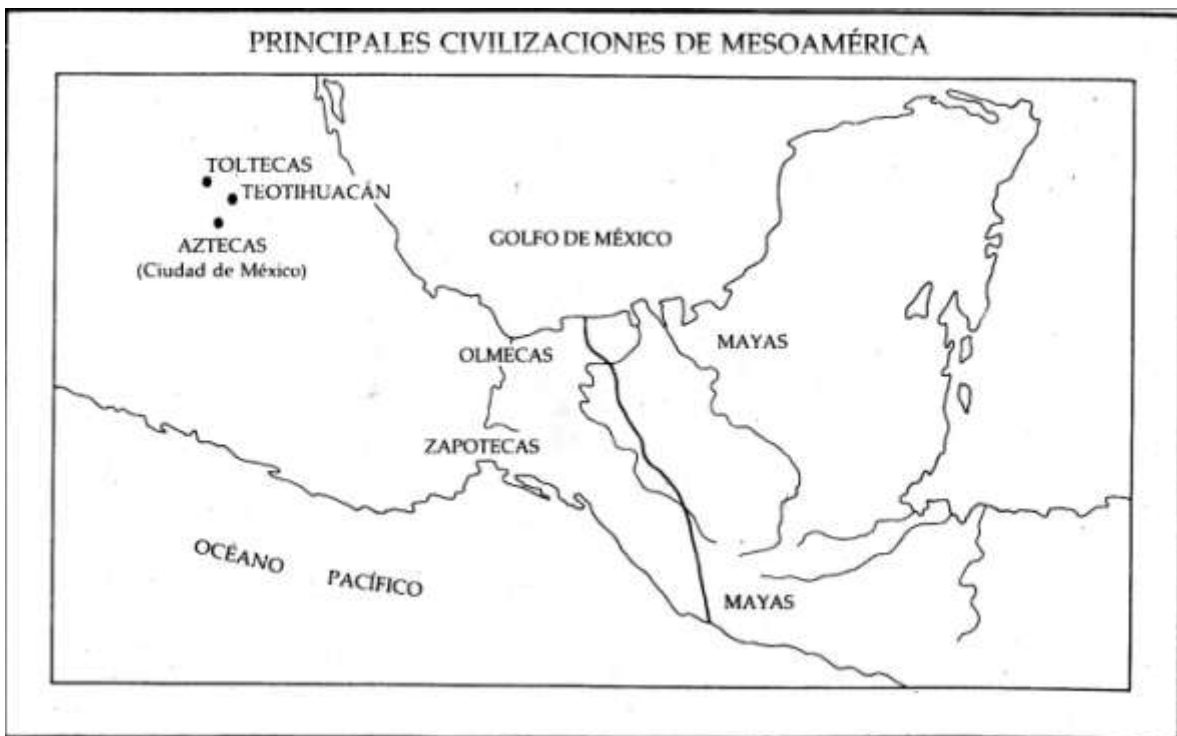 PRINCIPALES CIVILIZACIONES DE MESOAMÉRICA
TOLTECAS
TEOTIHUACÁN
AZTECAS
(Ciudad de México)
GOLFO DE MÉXICO
OLMECAS
MAYAS
ZAPOTECAS
OCÉANO PACÍFICO
MAYAS